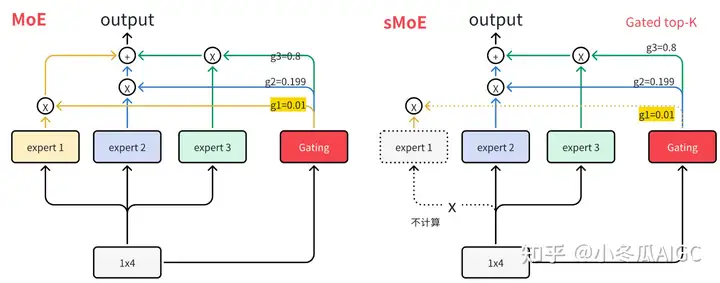 MoE
output
g3=0.8
+
X
g2=0.199
X
g1=0.01
X
expert 1
expert 2
expert 3
Gating
1x4
sMoE
output
Gated top-K
g3=0.8
+
X
g2=0.199
X
g1=0.01
X
expert 1
expert 2
expert 3
Gating
X
不计算
1x4
知乎 @小冬瓜AIGC